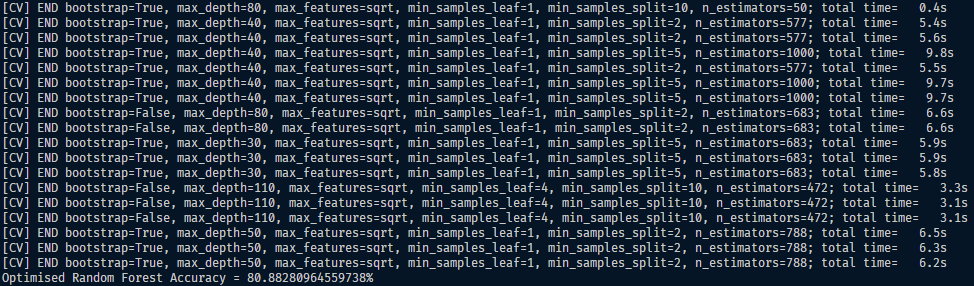 [CV] END bootstrap=True, max_depth=80, max_features=sqrt, min_samples_leaf=1, min_samples_split=10, n_estimators=50; total time=   0.4s
[CV] END bootstrap=True, max_depth=40, max_features=sqrt, min_samples_leaf=1, min_samples_split=2, n_estimators=577; total time=   5.4s
[CV] END bootstrap=True, max_depth=40, max_features=sqrt, min_samples_leaf=1, min_samples_split=2, n_estimators=577; total time=   5.6s
[CV] END bootstrap=True, max_depth=40, max_features=sqrt, min_samples_leaf=1, min_samples_split=5, n_estimators=1000; total time=   9.8s
[CV] END bootstrap=True, max_depth=40, max_features=sqrt, min_samples_leaf=1, min_samples_split=2, n_estimators=577; total time=   5.5s
[CV] END bootstrap=True, max_depth=40, max_features=sqrt, min_samples_leaf=1, min_samples_split=5, n_estimators=1000; total time=   9.7s
[CV] END bootstrap=True, max_depth=40, max_features=sqrt, min_samples_leaf=1, min_samples_split=5, n_estimators=1000; total time=   9.7s
[CV] END bootstrap=False, max_depth=80, max_features=sqrt, min_samples_leaf=1, min_samples_split=2, n_estimators=683; total time=   6.6s
[CV] END bootstrap=False, max_depth=80, max_features=sqrt, min_samples_leaf=1, min_samples_split=2, n_estimators=683; total time=   6.6s
[CV] END bootstrap=True, max_depth=30, max_features=sqrt, min_samples_leaf=1, min_samples_split=5, n_estimators=683; total time=   5.9s
[CV] END bootstrap=True, max_depth=30, max_features=sqrt, min_samples_leaf=1, min_samples_split=5, n_estimators=683; total time=   5.9s
[CV] END bootstrap=True, max_depth=30, max_features=sqrt, min_samples_leaf=1, min_samples_split=5, n_estimators=683; total time=   5.8s
[CV] END bootstrap=False, max_depth=110, max_features=sqrt, min_samples_leaf=4, min_samples_split=10, n_estimators=472; total time=   3.3s
[CV] END bootstrap=False, max_depth=110, max_features=sqrt, min_samples_leaf=4, min_samples_split=10, n_estimators=472; total time=   3.1s
[CV] END bootstrap=False, max_depth=110, max_features=sqrt, min_samples_leaf=4, min_samples_split=10, n_estimators=472; total time=   3.1s
[CV] END bootstrap=True, max_depth=50, max_features=sqrt, min_samples_leaf=1, min_samples_split=2, n_estimators=788; total time=   6.5s
[CV] END bootstrap=True, max_depth=50, max_features=sqrt, min_samples_leaf=1, min_samples_split=2, n_estimators=788; total time=   6.3s
[CV] END bootstrap=True, max_depth=50, max_features=sqrt, min_samples_leaf=1, min_samples_split=2, n_estimators=788; total time=   6.2s
Optimised Random Forest Accuracy = 80.88280964559738%